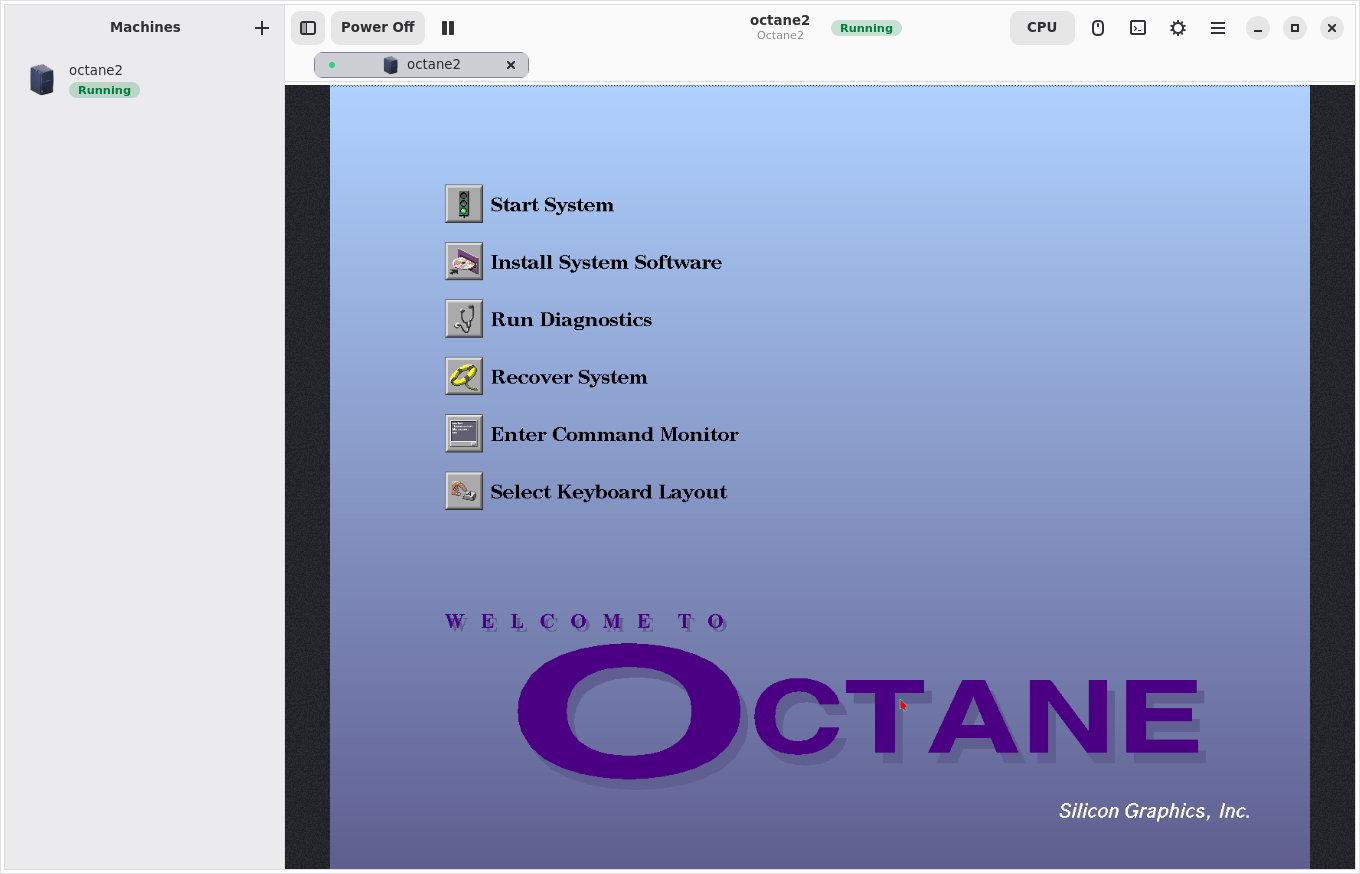 Machines
Power Off
octane2
Octane2
Running
CPU
octane2
Running
octane2
Start System
Install System Software
Run Diagnostics
Recover System
Enter Command Monitor
Select Keyboard Layout
WELCOME TO
OCTANE
Silicon Graphics, Inc.